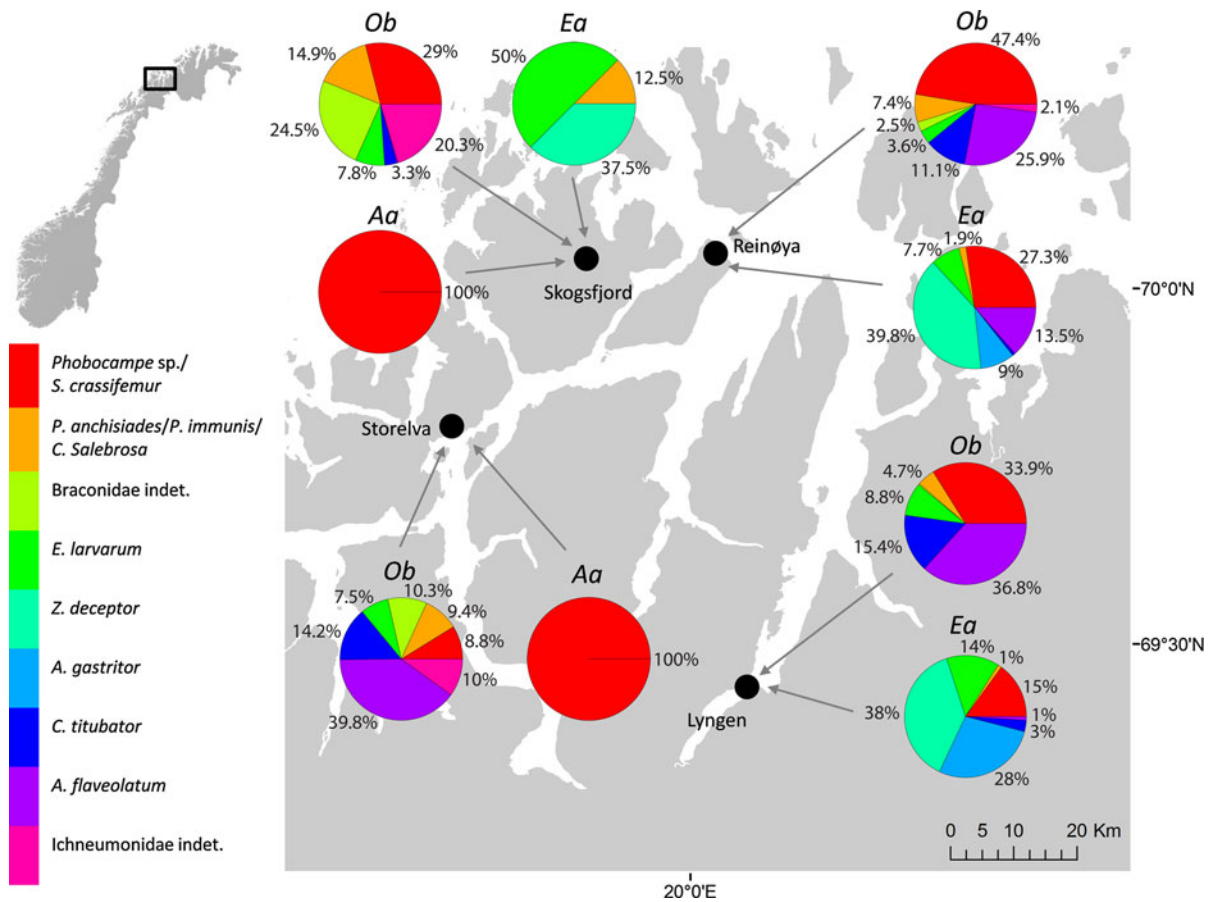 Ob
14.9%
29%
24.5%
20.3%
7.8%
3.3%
Ea
50%
12.5%
37.5%
Ob
47.4%
7.4%
2.1%
2.5%
3.6%
25.9%
11.1%
Aa
100%
Skogsfjord
Reinøya
Ea
1.9%
7.7%
27.3%
39.8%
13.5%
9%
70°0'N
Phobocampe sp./
S. crassifemur
P. anchisiades/P. immunis/
C. Salebrosa
Braconidae indet.
E. larvarum
Z. deceptor
A. gastritor
C. titubator
A. flaveolatum
Ichneumonidae indet.
Storelva
Ob
10.3%
7.5%
9.4%
14.2%
8.8%
10%
39.8%
Aa
100%
Ob
4.7%
33.9%
8.8%
15.4%
36.8%
Lyngen
Ea
14%
1%
15%
38%
1%
3%
28%
69°30'N
0 5 10 20 Km
20°0'E